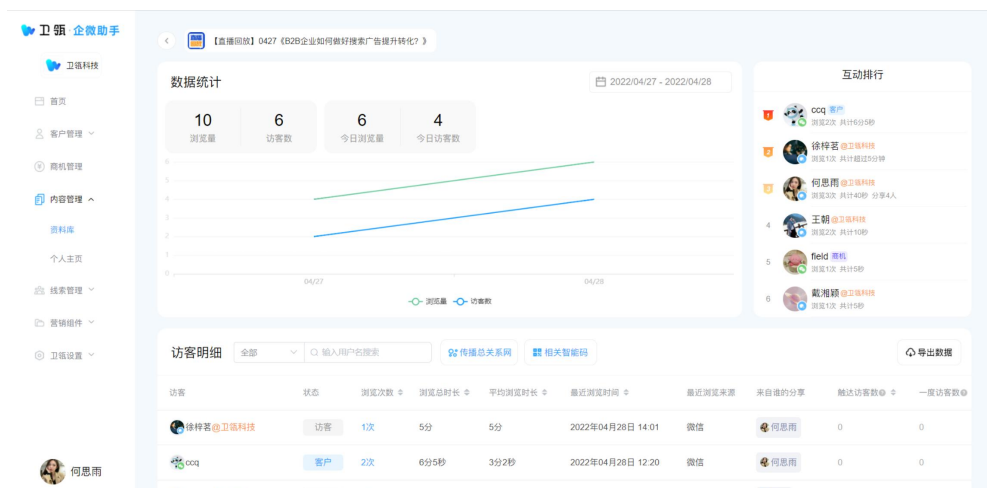 卫瓴·企微助手
卫瓴科技
首页
客户管理
商机管理
内容管理
资料库
个人主页
线索管理
营销组件
卫瓴设置
何思雨
【直播回放】0427《B2B企业如何做好搜索广告提升转化? 》
数据统计
2022/04/27 - 2022/04/28
10 6 6 4
浏览量 访客数 今日浏览量 今日访客数
6
5
4
3
2
1
0
04/27 04/28
浏览量 访客数
互动排行
1 ccq 客户
浏览2次 共计6分5秒
2 徐梓茗@卫瓴科技
浏览1次 共计超过5分钟
3 何思雨@卫瓴科技
浏览3次 共计40秒 分享4人
4 王朝@卫瓴科技
浏览2次 共计10秒
5 field 商机
浏览1次 共计5秒
6 戴湘颖@卫瓴科技
浏览1次 共计5秒
访客明细 全部 输入用户名搜索 传播总关系网 相关智能码 导出数据
访客 状态 浏览次数 浏览总时长 平均浏览时长 最近浏览时间 最近浏览来源 来自谁的分享 触达访客数 一度访客数
徐梓茗@卫瓴科技 访客 1次 5分 5分 2022年04月28日 14:01 微信 何思雨 0 0
ccq 客户 2次 6分5秒 3分2秒 2022年04月28日 12:20 微信 何思雨 0 0